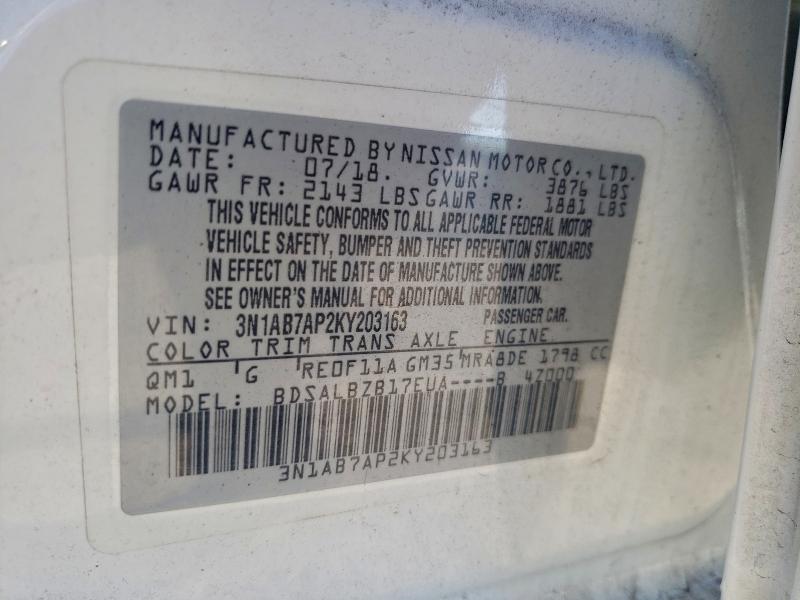 MANUFACTURED BY NISSAN MOTOR CO., LTD.
DATE: 07/18. GVWR: 3876 LBS
GAWR FR: 2143 LBS GAWR RR: 1881 LBS
THIS VEHICLE CONFORMS TO ALL APPLICABLE FEDERAL MOTOR
VEHICLE SAFETY, BUMPER AND THEFT PREVENTION STANDARDS
IN EFFECT ON THE DATE OF MANUFACTURE SHOWN ABOVE.
SEE OWNER'S MANUAL FOR ADDITIONAL INFORMATION.
VIN: 3N1AB7AP2KY203163 PASSENGER CAR.
COLOR TRIM TRANS AXLE ENGINE
QM1 G RE0F11A GM35 MRA8DE 1798 CC
MODEL: BDSALBZB17EUA----B 4Z000
3N1AB7AP2KY203163